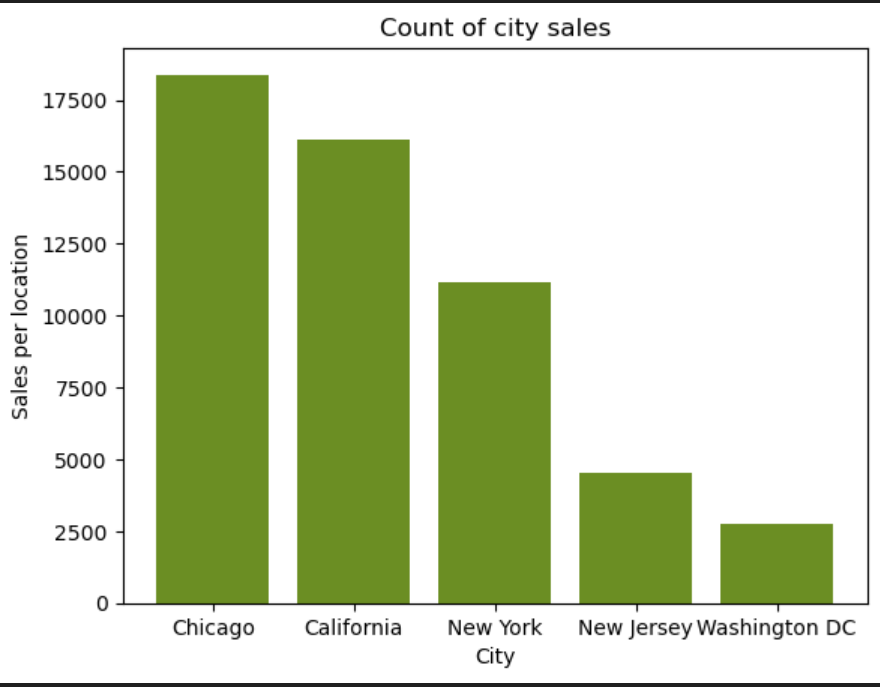 Count of city sales
Sales per location
17500
15000
12500
10000
7500
5000
2500
0
Chicago California New York New Jersey Washington DC
City